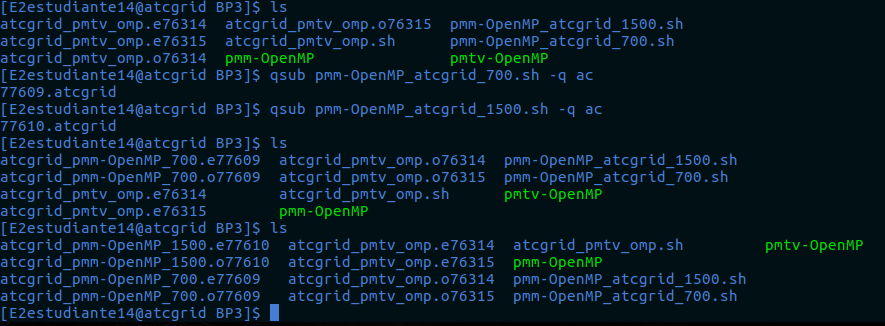 [E2estudiante14@atcgrid BP3]$ ls
atcgrid_pmtv_omp.e76314  atcgrid_pmtv_omp.o76315  pmm-OpenMP_atcgrid_1500.sh
atcgrid_pmtv_omp.e76315  atcgrid_pmtv_omp.sh      pmm-OpenMP_atcgrid_700.sh
atcgrid_pmtv_omp.o76314  pmm-OpenMP               pmtv-OpenMP
[E2estudiante14@atcgrid BP3]$ qsub pmm-OpenMP_atcgrid_700.sh -q ac
77609.atcgrid
[E2estudiante14@atcgrid BP3]$ qsub pmm-OpenMP_atcgrid_1500.sh -q ac
77610.atcgrid
[E2estudiante14@atcgrid BP3]$ ls
atcgrid_pmm-OpenMP_700.e77609  atcgrid_pmtv_omp.o76314  pmm-OpenMP_atcgrid_1500.sh
atcgrid_pmm-OpenMP_700.o77609  atcgrid_pmtv_omp.o76315  pmm-OpenMP_atcgrid_700.sh
atcgrid_pmtv_omp.e76314        atcgrid_pmtv_omp.sh      pmtv-OpenMP
atcgrid_pmtv_omp.e76315        pmm-OpenMP
[E2estudiante14@atcgrid BP3]$ ls
atcgrid_pmm-OpenMP_1500.e77610  atcgrid_pmtv_omp.e76314  atcgrid_pmtv_omp.sh         pmtv-OpenMP
atcgrid_pmm-OpenMP_1500.o77610  atcgrid_pmtv_omp.e76315  pmm-OpenMP
atcgrid_pmm-OpenMP_700.e77609   atcgrid_pmtv_omp.o76314  pmm-OpenMP_atcgrid_1500.sh
atcgrid_pmm-OpenMP_700.o77609   atcgrid_pmtv_omp.o76315  pmm-OpenMP_atcgrid_700.sh
[E2estudiante14@atcgrid BP3]$